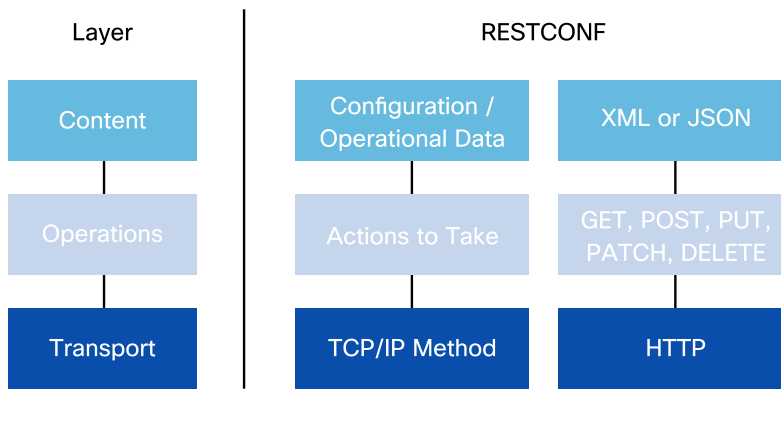 Layer
RESTCONF
Content
Configuration /
Operational Data
XML or JSON
Operations
Actions to Take
GET, POST, PUT,
PATCH, DELETE
Transport
TCP/IP Method
HTTP